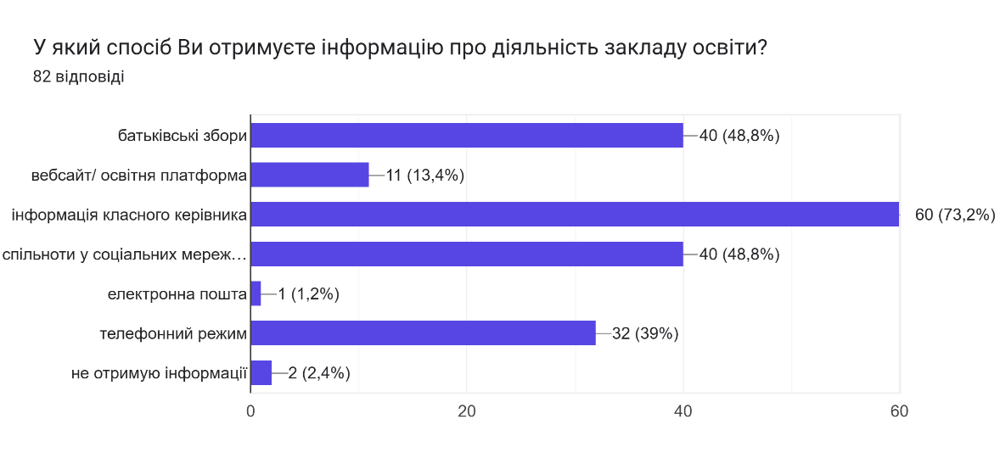 У який спосіб Ви отримуєте інформацію про діяльність закладу освіти?
82 відповіді
батьківські збори 40 (48,8%)
вебсайт/ освітня платформа 11 (13,4%)
інформація класного керівника 60 (73,2%)
спільноти у соціальних мереж… 40 (48,8%)
електронна пошта 1 (1,2%)
телефонний режим 32 (39%)
не отримую інформації 2 (2,4%)
0 20 40 60